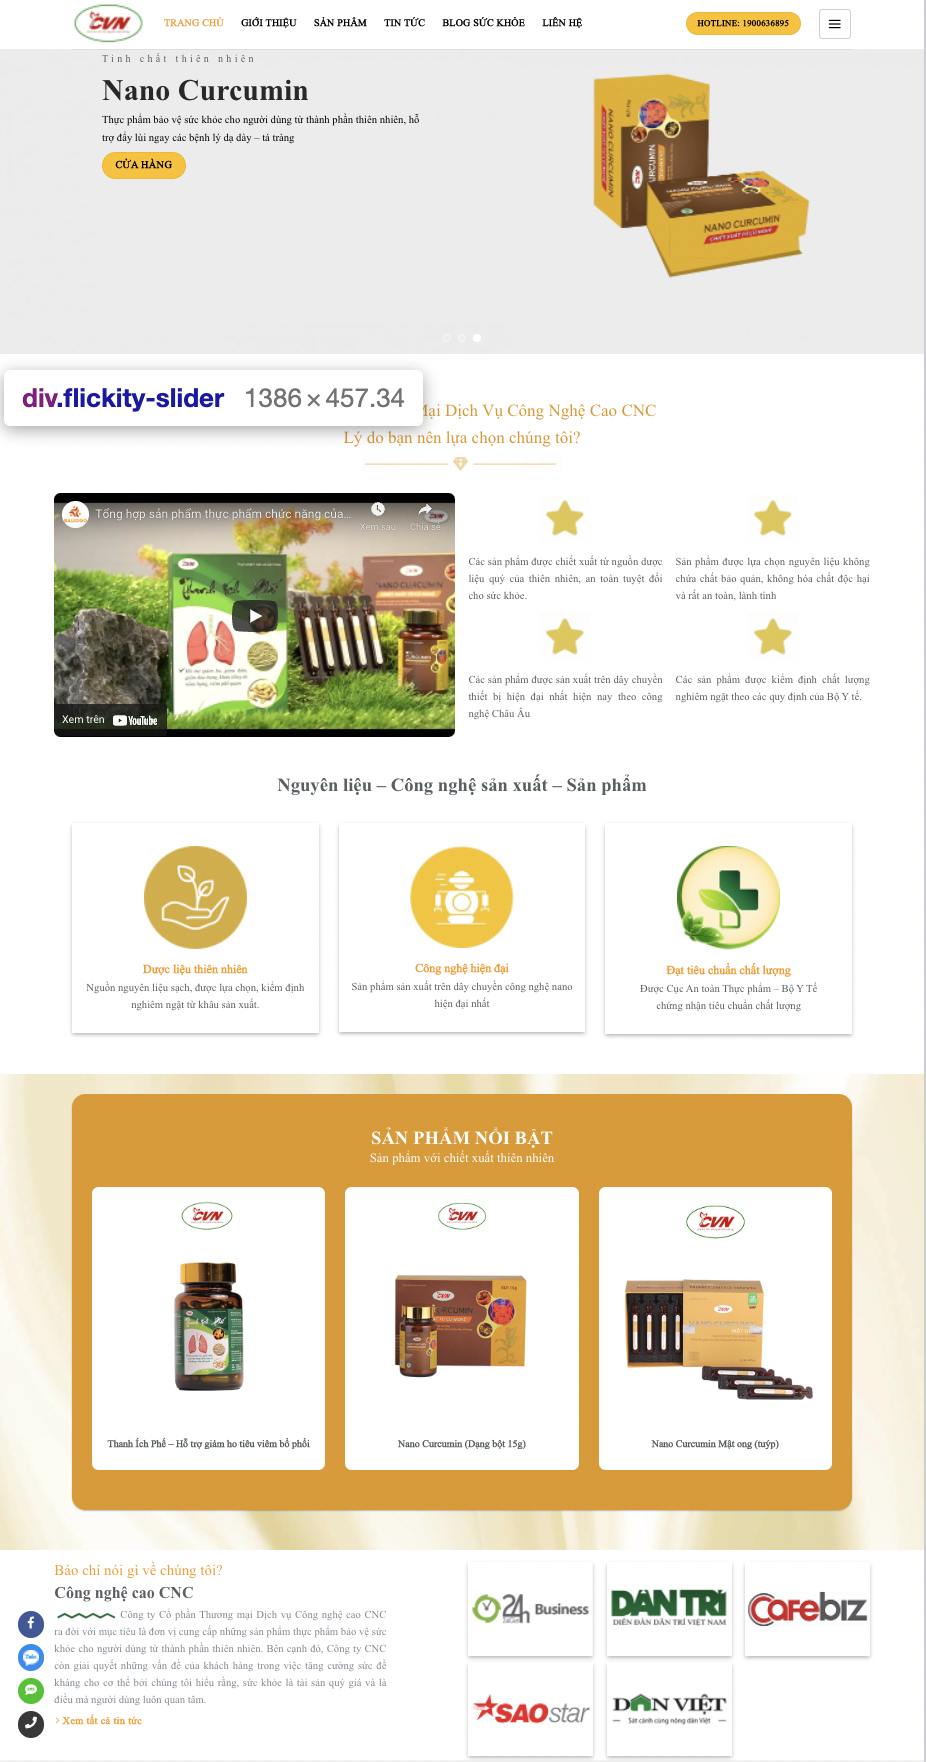 CVN
TRANG CHỦ
GIỚI THIỆU
SẢN PHẨM
TIN TỨC
BLOG SỨC KHỎE
LIÊN HỆ
HOTLINE: 1900636895
Tinh chất thiên nhiên
Nano Curcumin
Thực phẩm bảo vệ sức khỏe cho người dùng từ thành phần thiên nhiên, hỗ
trợ đẩy lùi ngay các bệnh lý dạ dày – tá tràng
CỬA HÀNG
NANO CURCUMIN
NANO CURCUMIN
div.flickity-slider 1386 × 457.34
Mại Dịch Vụ Công Nghệ Cao CNC
Lý do bạn nên lựa chọn chúng tôi?
Tổng hợp sản phẩm thực phẩm chức năng của...
Xem sau
Chia sẻ
CVN
Thanh Ích Phế
NANO CURCUMIN
Xem trên YouTube
Các sản phẩm được chiết xuất từ nguồn dược
liệu quý của thiên nhiên, an toàn tuyệt đối
cho sức khỏe.
Sản phẩm được lựa chọn nguyên liệu không
chứa chất bảo quản, không hóa chất độc hại
và rất an toàn, lành tính
Các sản phẩm được sản xuất trên dây chuyền
thiết bị hiện đại nhất hiện nay theo công
nghệ Châu Âu
Các sản phẩm được kiểm định chất lượng
nghiêm ngặt theo các quy định của Bộ Y tế.
Nguyên liệu – Công nghệ sản xuất – Sản phẩm
Dược liệu thiên nhiên
Nguồn nguyên liệu sạch, được lựa chọn, kiểm định
nghiêm ngặt từ khâu sản xuất.
Công nghệ hiện đại
Sản phẩm sản xuất trên dây chuyền công nghệ nano
hiện đại nhất
Đạt tiêu chuẩn chất lượng
Được Cục An toàn Thực phẩm – Bộ Y Tế
chứng nhận tiêu chuẩn chất lượng
SẢN PHẨM NỔI BẬT
Sản phẩm với chiết xuất thiên nhiên
CVN
CVN
CVN
NANO CURCUMIN
Thanh Ích Phế – Hỗ trợ giảm ho tiêu viêm bổ phổi
Nano Curcumin (Dạng bột 15g)
Nano Curcumin Mật ong (tuýp)
Báo chí nói gì về chúng tôi?
Công nghệ cao CNC
Công ty Cổ phần Thương mại Dịch vụ Công nghệ cao CNC
ra đời với mục tiêu là đơn vị cung cấp những sản phẩm thực phẩm bảo vệ sức
khỏe cho người dùng từ thành phần thiên nhiên. Bên cạnh đó, Công ty CNC
còn giải quyết những vấn đề của khách hàng trong việc tăng cường sức đề
kháng cho cơ thể bởi chúng tôi hiểu rằng, sức khỏe là tài sản quý giá và là
điều mà người dùng luôn quan tâm.
Xem tất cả tin tức
24h Business
DÂN TRÍ
DIỄN ĐÀN DÂN TRÍ VIỆT NAM
Cafebiz
SAOstar
DÂN VIỆT
Sát cánh cùng nông dân Việt